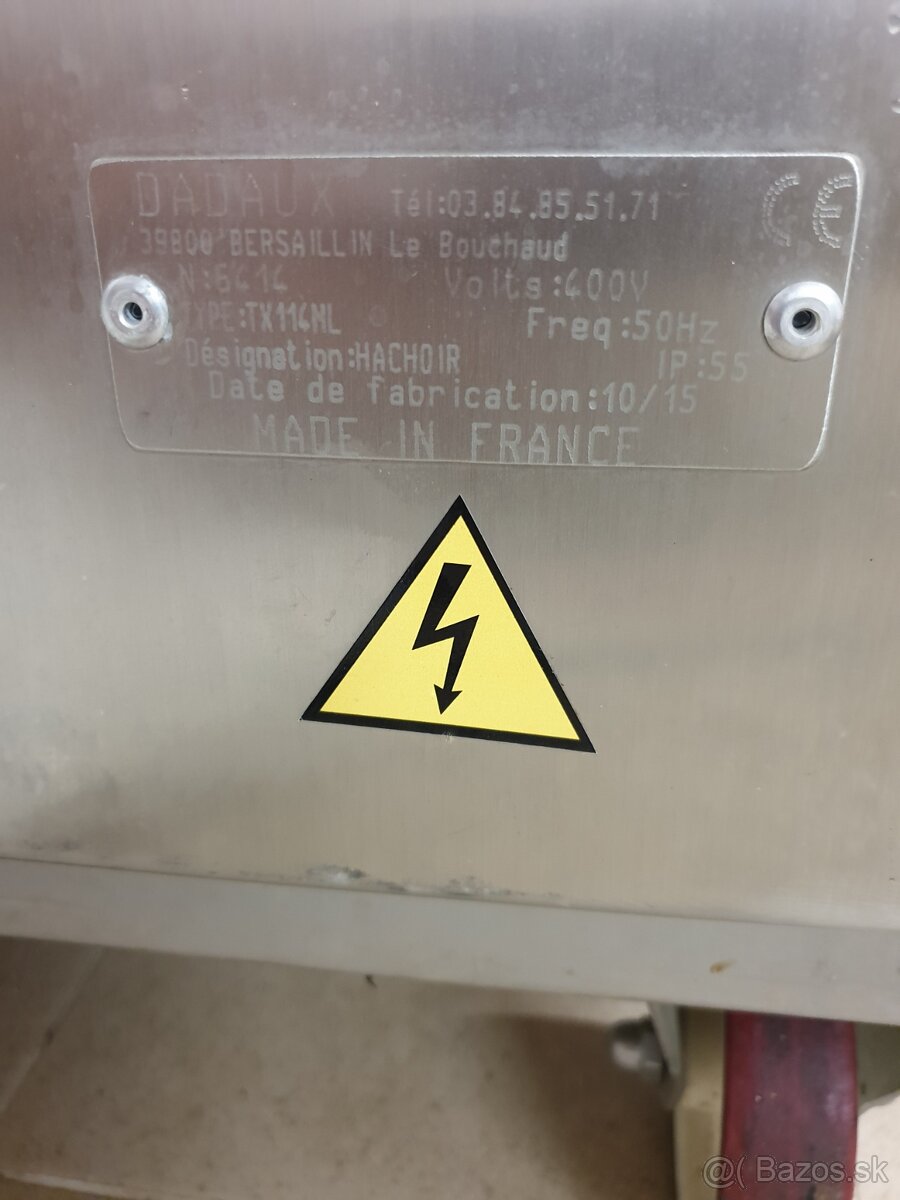 DADAUX Tél:03.84.85.51.71 CE
39800 BERSAILLIN Le Bouchaud
N:6414 Volts:400V
TYPE:TX114ML Freq:50Hz
Désignation:HACHOIR IP:55
Date de fabrication:10/15
MADE IN FRANCE
@( Bazos.sk